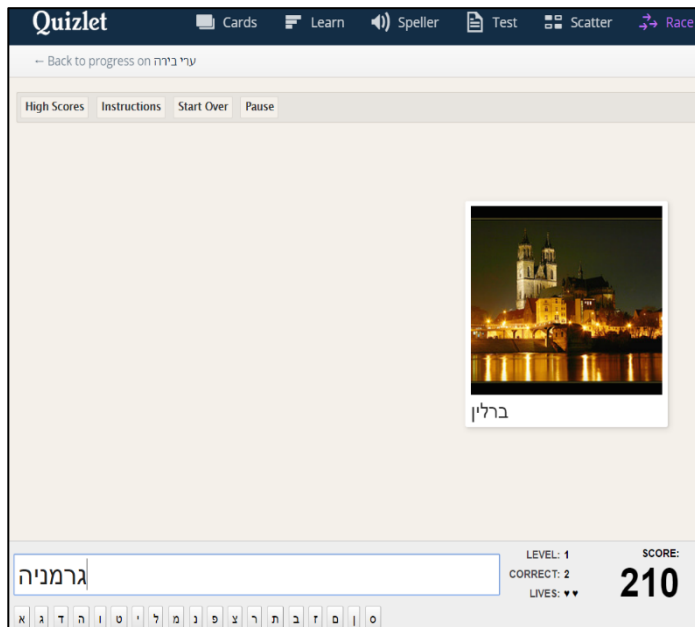 Quizlet Cards Learn Speller Test Scatter Race
← Back to progress on ערי בירה
High Scores Instructions Start Over Pause
ברלין
גרמניה
LEVEL: 1
CORRECT: 2
LIVES: ♥♥
SCORE:
210
א ג ד ה ו ט י ל מ נ פ צ ר ת ב ז ם ן ס